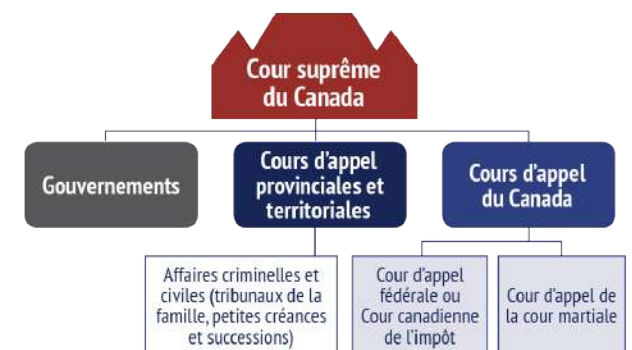 Cour suprême
du Canada
Gouvernements
Cours d'appel
provinciales et
territoriales
Cours d'appel
du Canada
Affaires criminelles et
civiles (tribunaux de la
famille, petites créances
et successions)
Cour d'appel
fédérale ou
Cour canadienne
de l'impôt
Cour d'appel de
la cour martiale